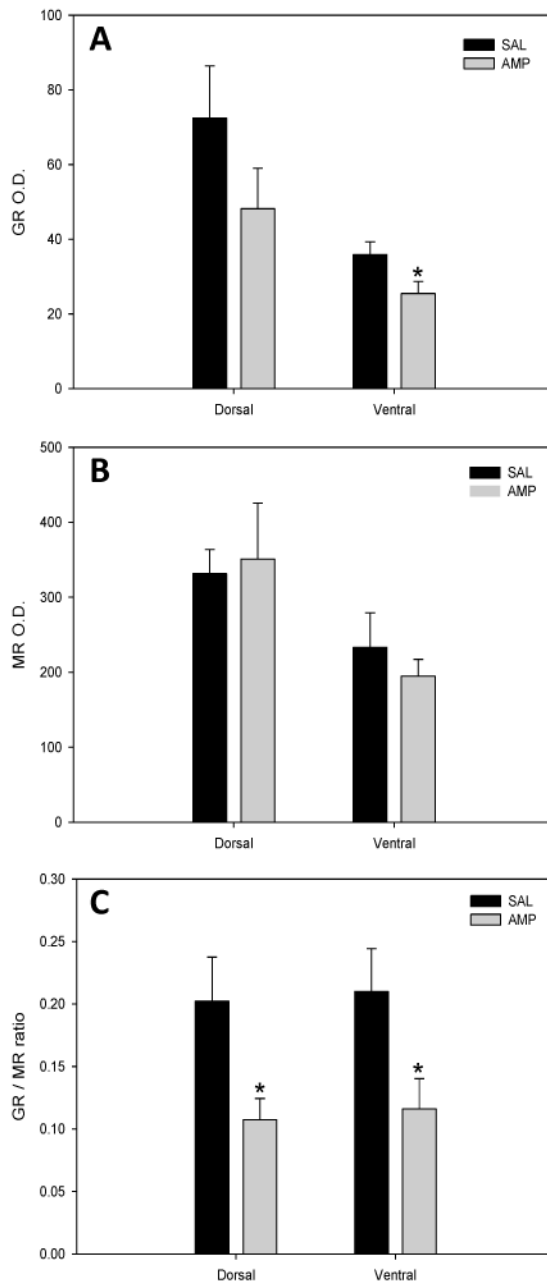 A
SAL
AMP
100
80
60
40
20
0
GR O.D.
*
Dorsal
Ventral
B
SAL
AMP
500
400
300
200
100
0
MR O.D.
Dorsal
Ventral
C
SAL
AMP
0.30
0.25
0.20
0.15
0.10
0.05
0.00
GR / MR ratio
*
*
Dorsal
Ventral